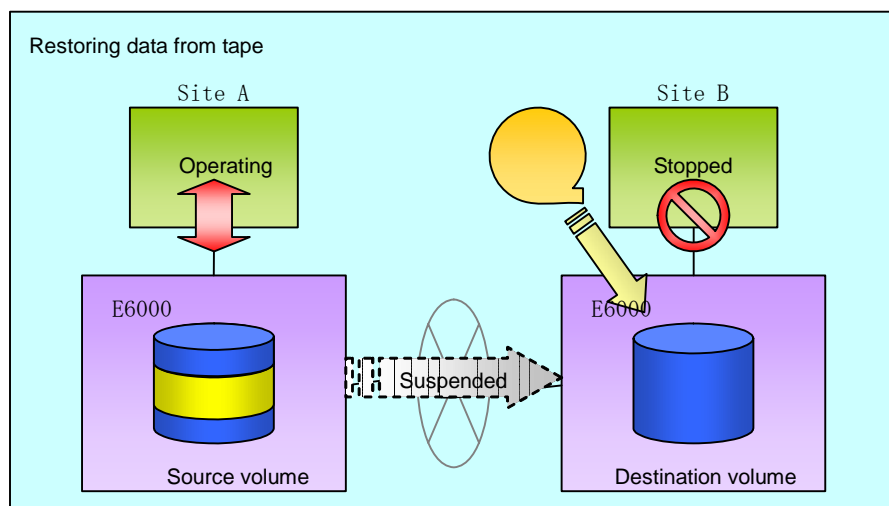 Restoring data from tape
Site A
Site B
Operating
Stopped
E6000
E6000
Suspended
Source volume
Destination volume